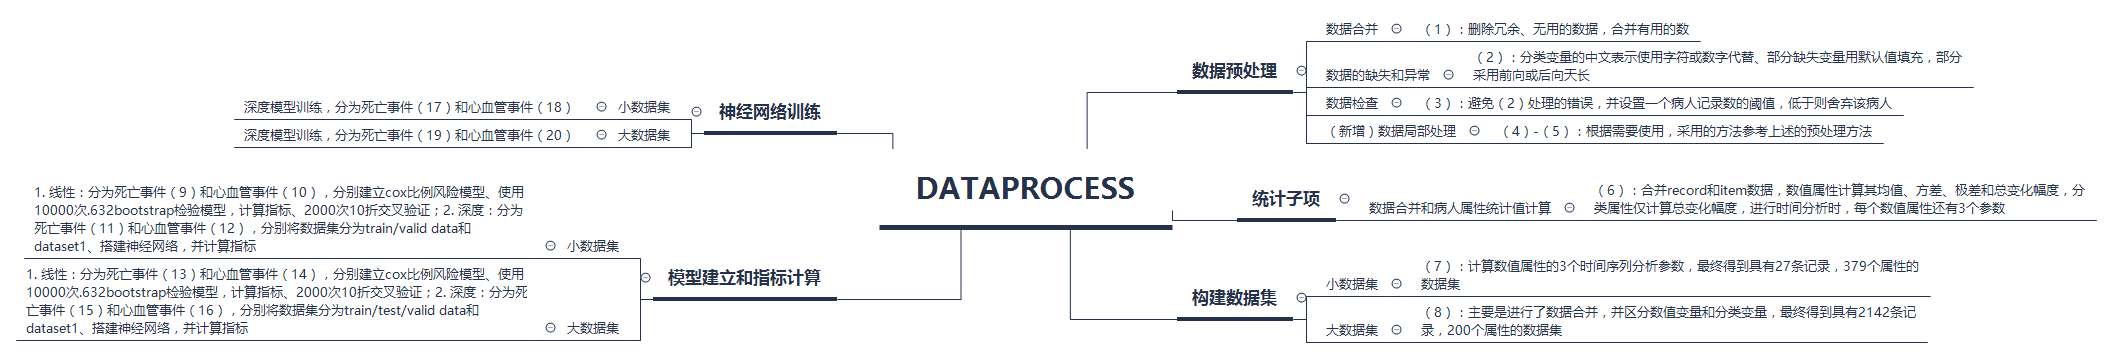 DATAPROCESS
数据预处理
数据合并
（1）：删除冗余、无用的数据，合并有用的数
数据的缺失和异常
（2）：分类变量的中文表示使用字符或数字代替、部分缺失变量用默认值填充，部分
采用前向或后向天长
数据检查
（3）：避免（2）处理的错误，并设置一个病人记录数的阈值，低于则舍弃该病人
（新增）数据局部处理
（4）-（5）：根据需要使用，采用的方法参考上述的预处理方法
统计子项
数据合并和病人属性统计值计算
（6）：合并record和item数据，数值属性计算其均值、方差、极差和总变化幅度，分
类属性仅计算总变化幅度，进行时间分析时，每个数值属性还有3个参数
构建数据集
小数据集
（7）：计算数值属性的3个时间序列分析参数，最终得到具有27条记录，379个属性的
数据集
大数据集
（8）：主要是进行了数据合并，并区分数值变量和分类变量，最终得到具有2142条记
录，200个属性的数据集
模型建立和指标计算
小数据集
1. 线性：分为死亡事件（9）和心血管事件（10），分别建立cox比例风险模型、使用
10000次.632bootstrap检验模型，计算指标、2000次10折交叉验证；2. 深度：分为
死亡事件（11）和心血管事件（12），分别将数据集分为train/valid data和
dataset1、搭建神经网络，并计算指标
大数据集
1. 线性：分为死亡事件（13）和心血管事件（14），分别建立cox比例风险模型、使用
10000次.632bootstrap检验模型，计算指标、2000次10折交叉验证；2. 深度：分为死
亡事件（15）和心血管事件（16），分别将数据集分为train/test/valid data和
dataset1、搭建神经网络，并计算指标
神经网络训练
小数据集
深度模型训练，分为死亡事件（17）和心血管事件（18）
大数据集
深度模型训练，分为死亡事件（19）和心血管事件（20）